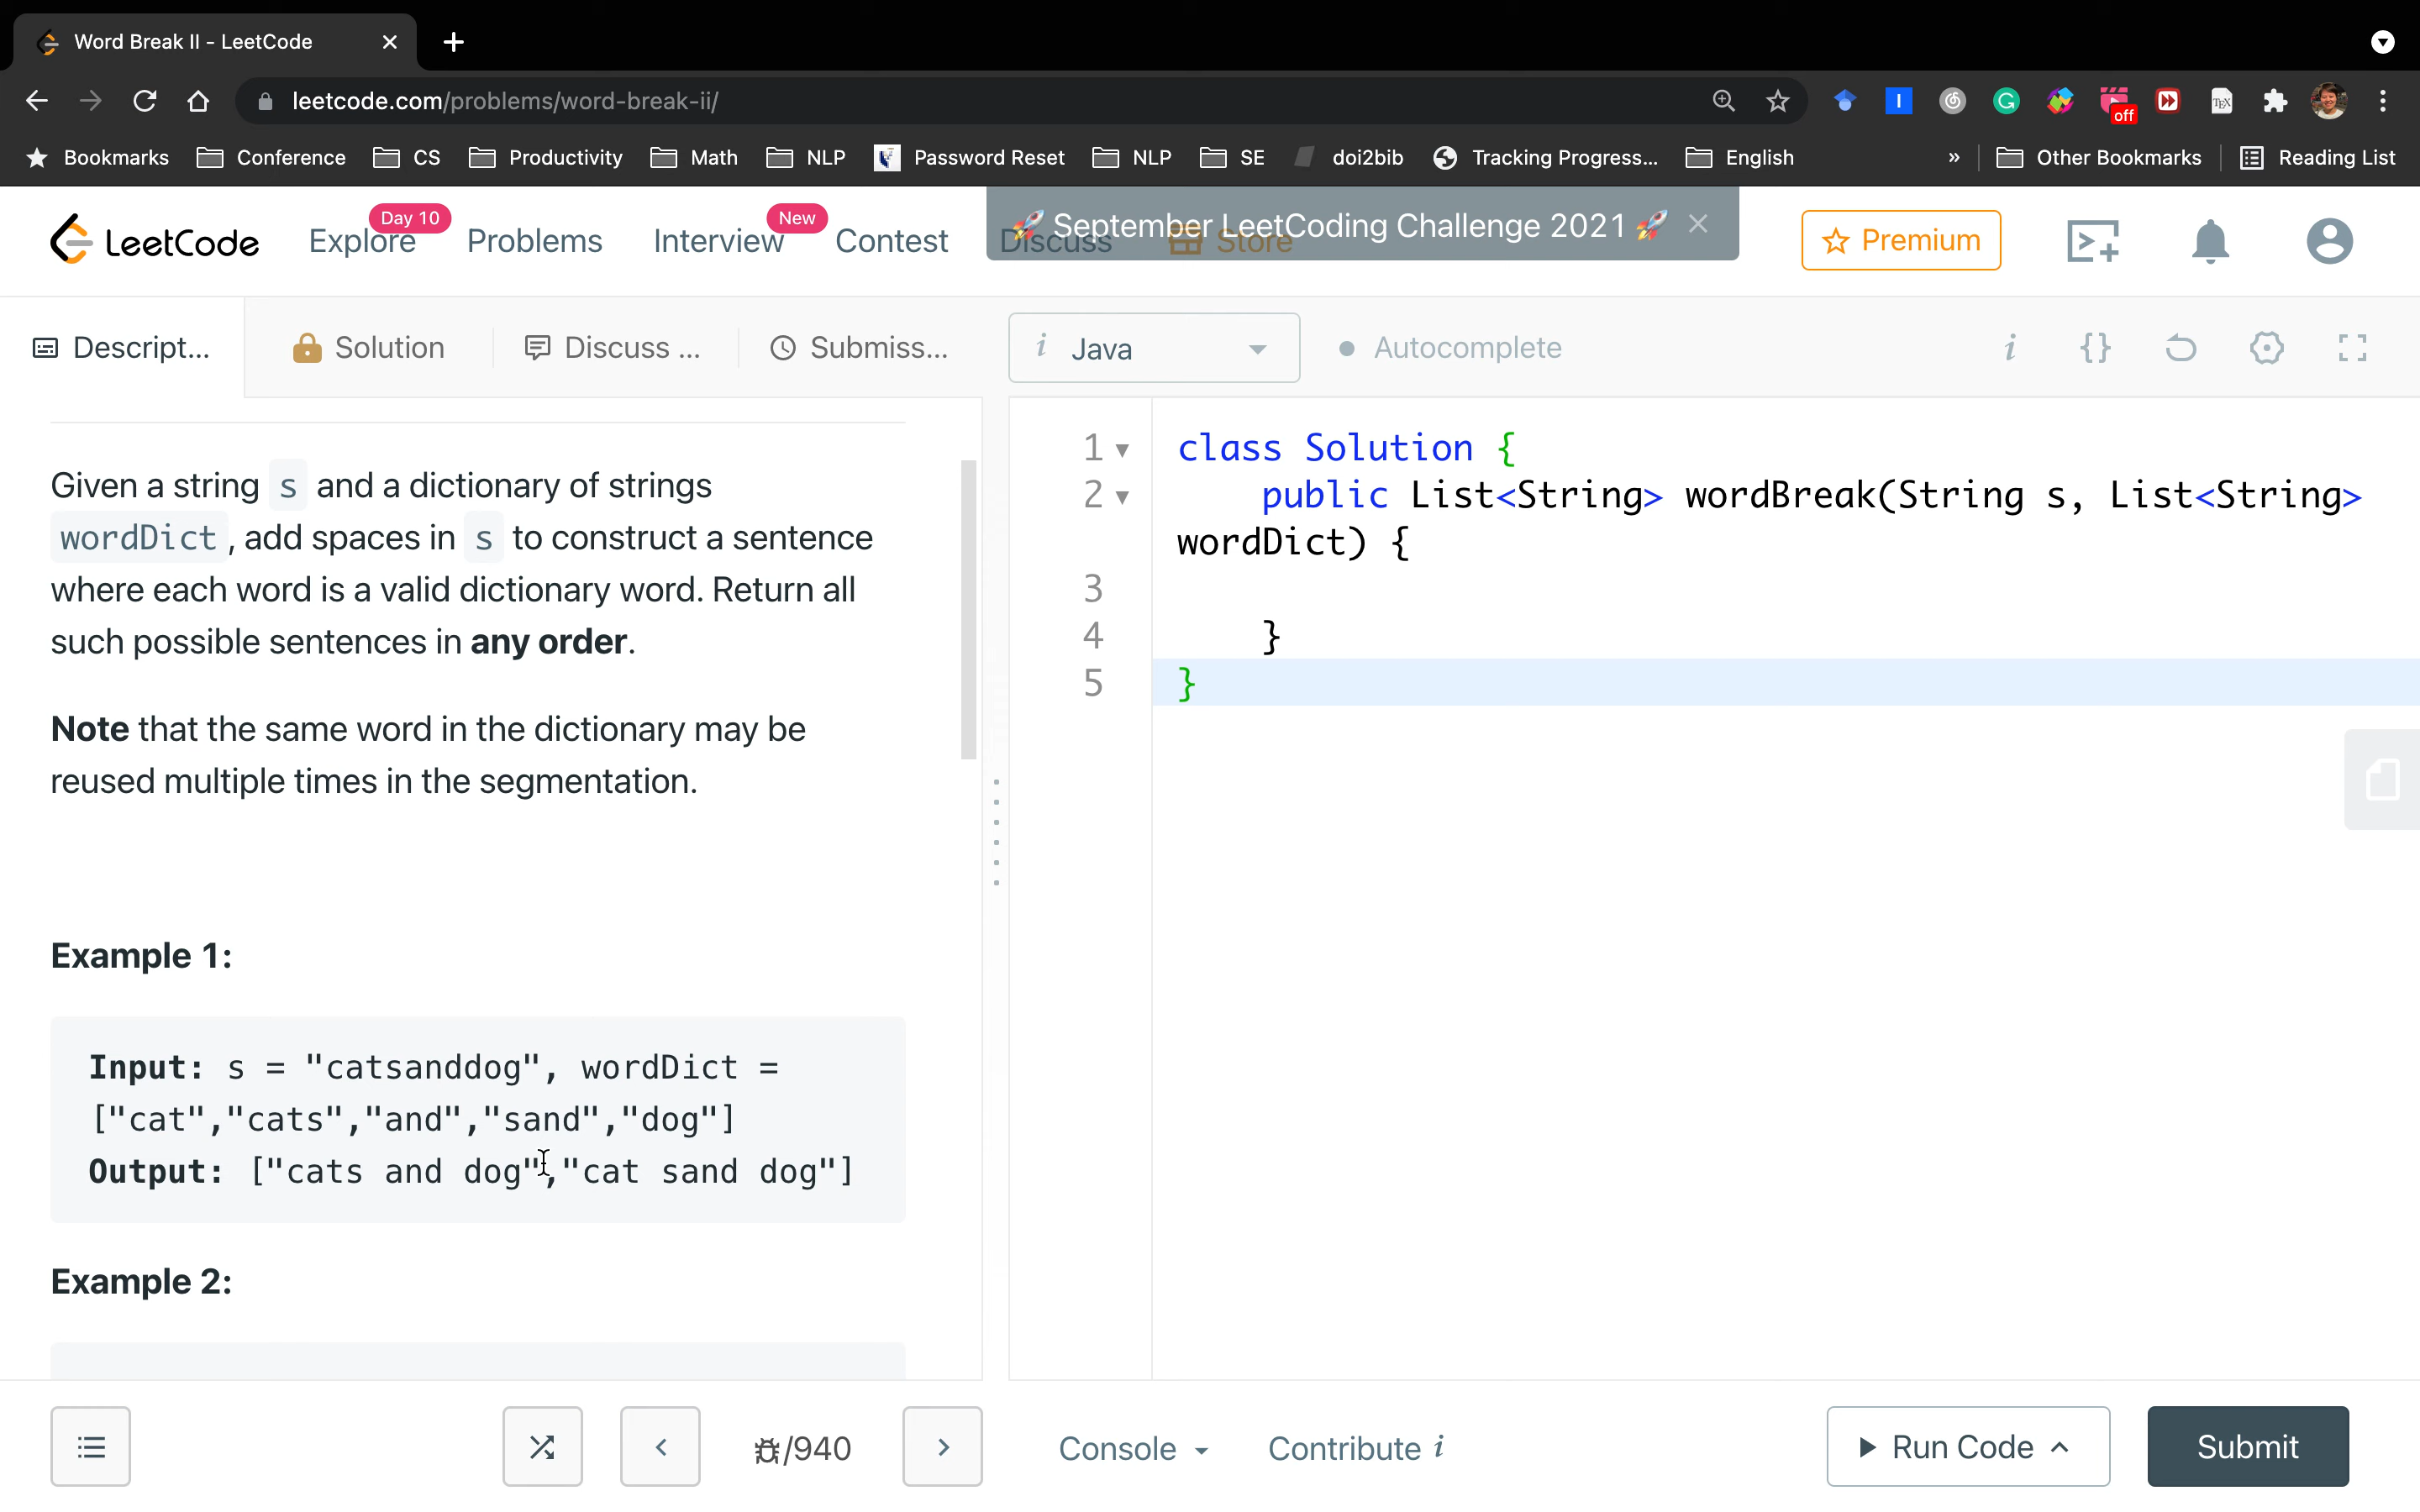 Word Break II - LeetCode
leetcode.com/problems/word-break-ii/
off
Bookmarks Conference CS Productivity Math NLP Password Reset NLP SE doi2bib Tracking Progress... English » Other Bookmarks Reading List
LeetCode Explore Day 10 Problems Interview New Contest Discuss Store
🚀 September LeetCoding Challenge 2021 🚀
Premium
Descript... Solution Discuss ... Submiss...
i Java Autocomplete i {}
Given a string s and a dictionary of strings
wordDict, add spaces in s to construct a sentence
where each word is a valid dictionary word. Return all
such possible sentences in any order.
Note that the same word in the dictionary may be
reused multiple times in the segmentation.
Example 1:
Input: s = "catsanddog", wordDict =
["cat","cats","and","sand","dog"]
Output: ["cats and dog","cat sand dog"]
Example 2:
1 class Solution {
2 public List<String> wordBreak(String s, List<String>
wordDict) {
3
4 }
5 }
/940
Console Contribute i
Run Code
Submit